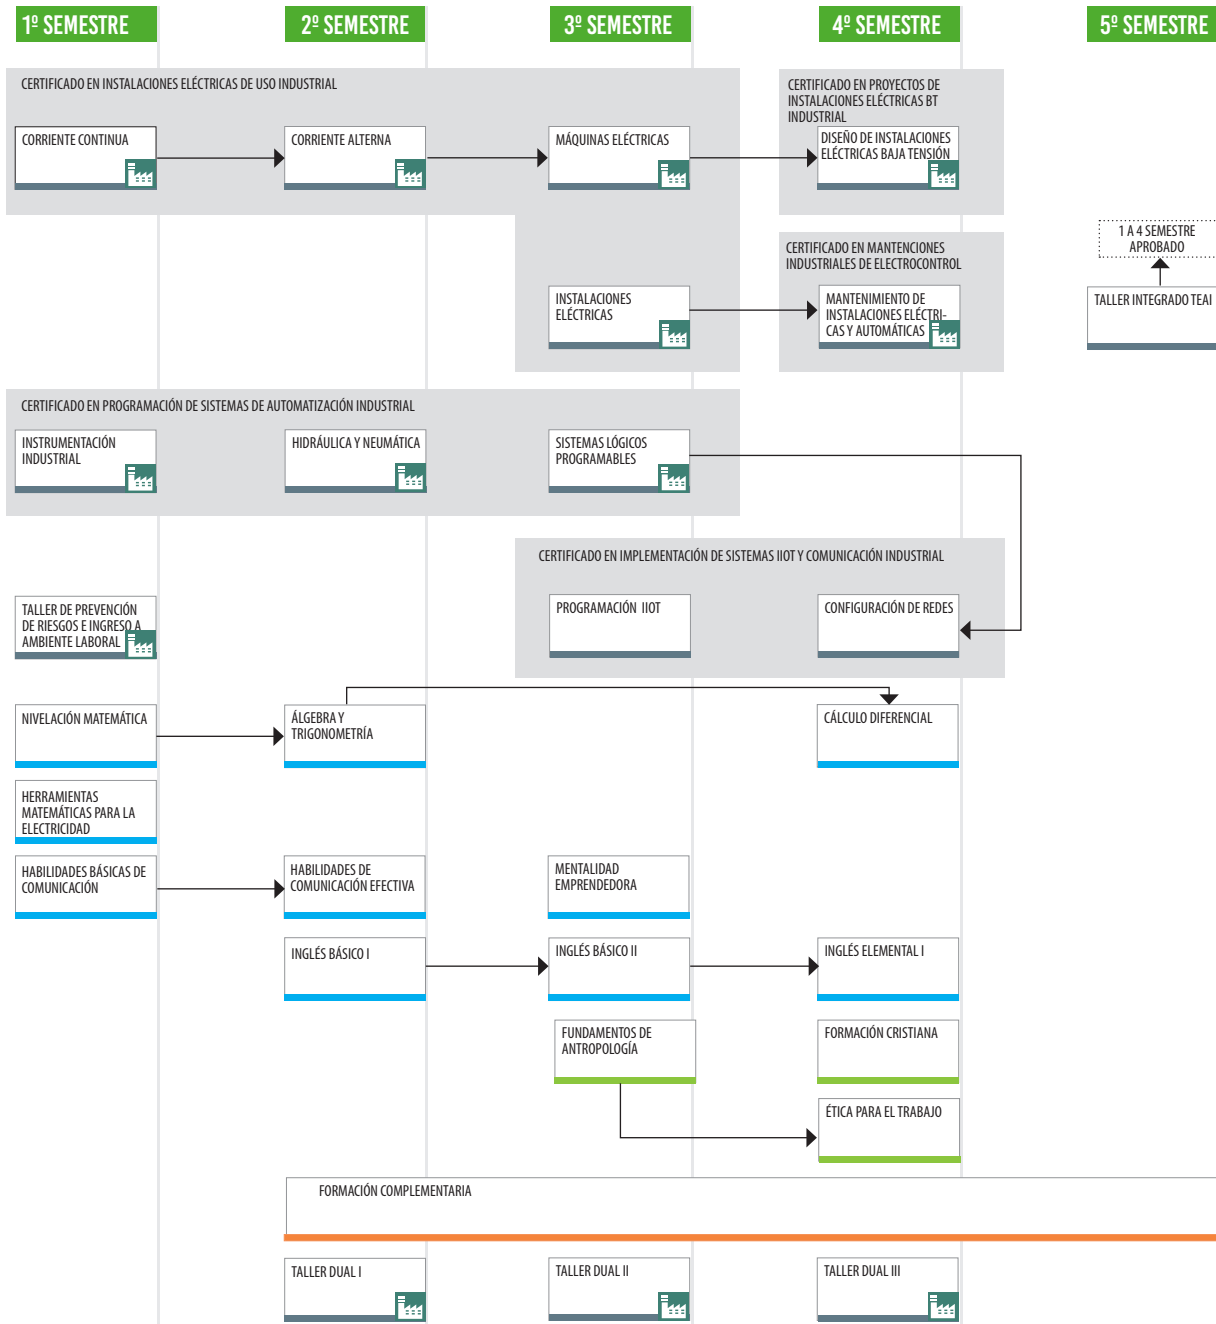 1º SEMESTRE
2º SEMESTRE
3º SEMESTRE
4º SEMESTRE
5º SEMESTRE
CERTIFICADO EN INSTALACIONES ELÉCTRICAS DE USO INDUSTRIAL
CERTIFICADO EN PROYECTOS DE
INSTALACIONES ELÉCTRICAS BT
INDUSTRIAL
CORRIENTE CONTINUA
CORRIENTE ALTERNA
MÁQUINAS ELÉCTRICAS
DISEÑO DE INSTALACIONES
ELÉCTRICAS BAJA TENSIÓN
1 A 4 SEMESTRE
APROBADO
CERTIFICADO EN MANTENCIONES
INDUSTRIALES DE ELECTROCONTROL
INSTALACIONES
ELÉCTRICAS
MANTENIMIENTO DE
INSTALACIONES ELÉCTRI-
CAS Y AUTOMÁTICAS
TALLER INTEGRADO TEAI
CERTIFICADO EN PROGRAMACIÓN DE SISTEMAS DE AUTOMATIZACIÓN INDUSTRIAL
INSTRUMENTACIÓN
INDUSTRIAL
HIDRÁULICA Y NEUMÁTICA
SISTEMAS LÓGICOS
PROGRAMABLES
CERTIFICADO EN IMPLEMENTACIÓN DE SISTEMAS IIOT Y COMUNICACIÓN INDUSTRIAL
TALLER DE PREVENCIÓN
DE RIESGOS E INGRESO A
AMBIENTE LABORAL
PROGRAMACIÓN IIOT
CONFIGURACIÓN DE REDES
NIVELACIÓN MATEMÁTICA
ÁLGEBRA Y
TRIGONOMETRÍA
CÁLCULO DIFERENCIAL
HERRAMIENTAS
MATEMÁTICAS PARA LA
ELECTRICIDAD
HABILIDADES BÁSICAS DE
COMUNICACIÓN
HABILIDADES DE
COMUNICACIÓN EFECTIVA
MENTALIDAD
EMPRENDEDORA
INGLÉS BÁSICO I
INGLÉS BÁSICO II
INGLÉS ELEMENTAL I
FUNDAMENTOS DE
ANTROPOLOGÍA
FORMACIÓN CRISTIANA
ÉTICA PARA EL TRABAJO
FORMACIÓN COMPLEMENTARIA
TALLER DUAL I
TALLER DUAL II
TALLER DUAL III